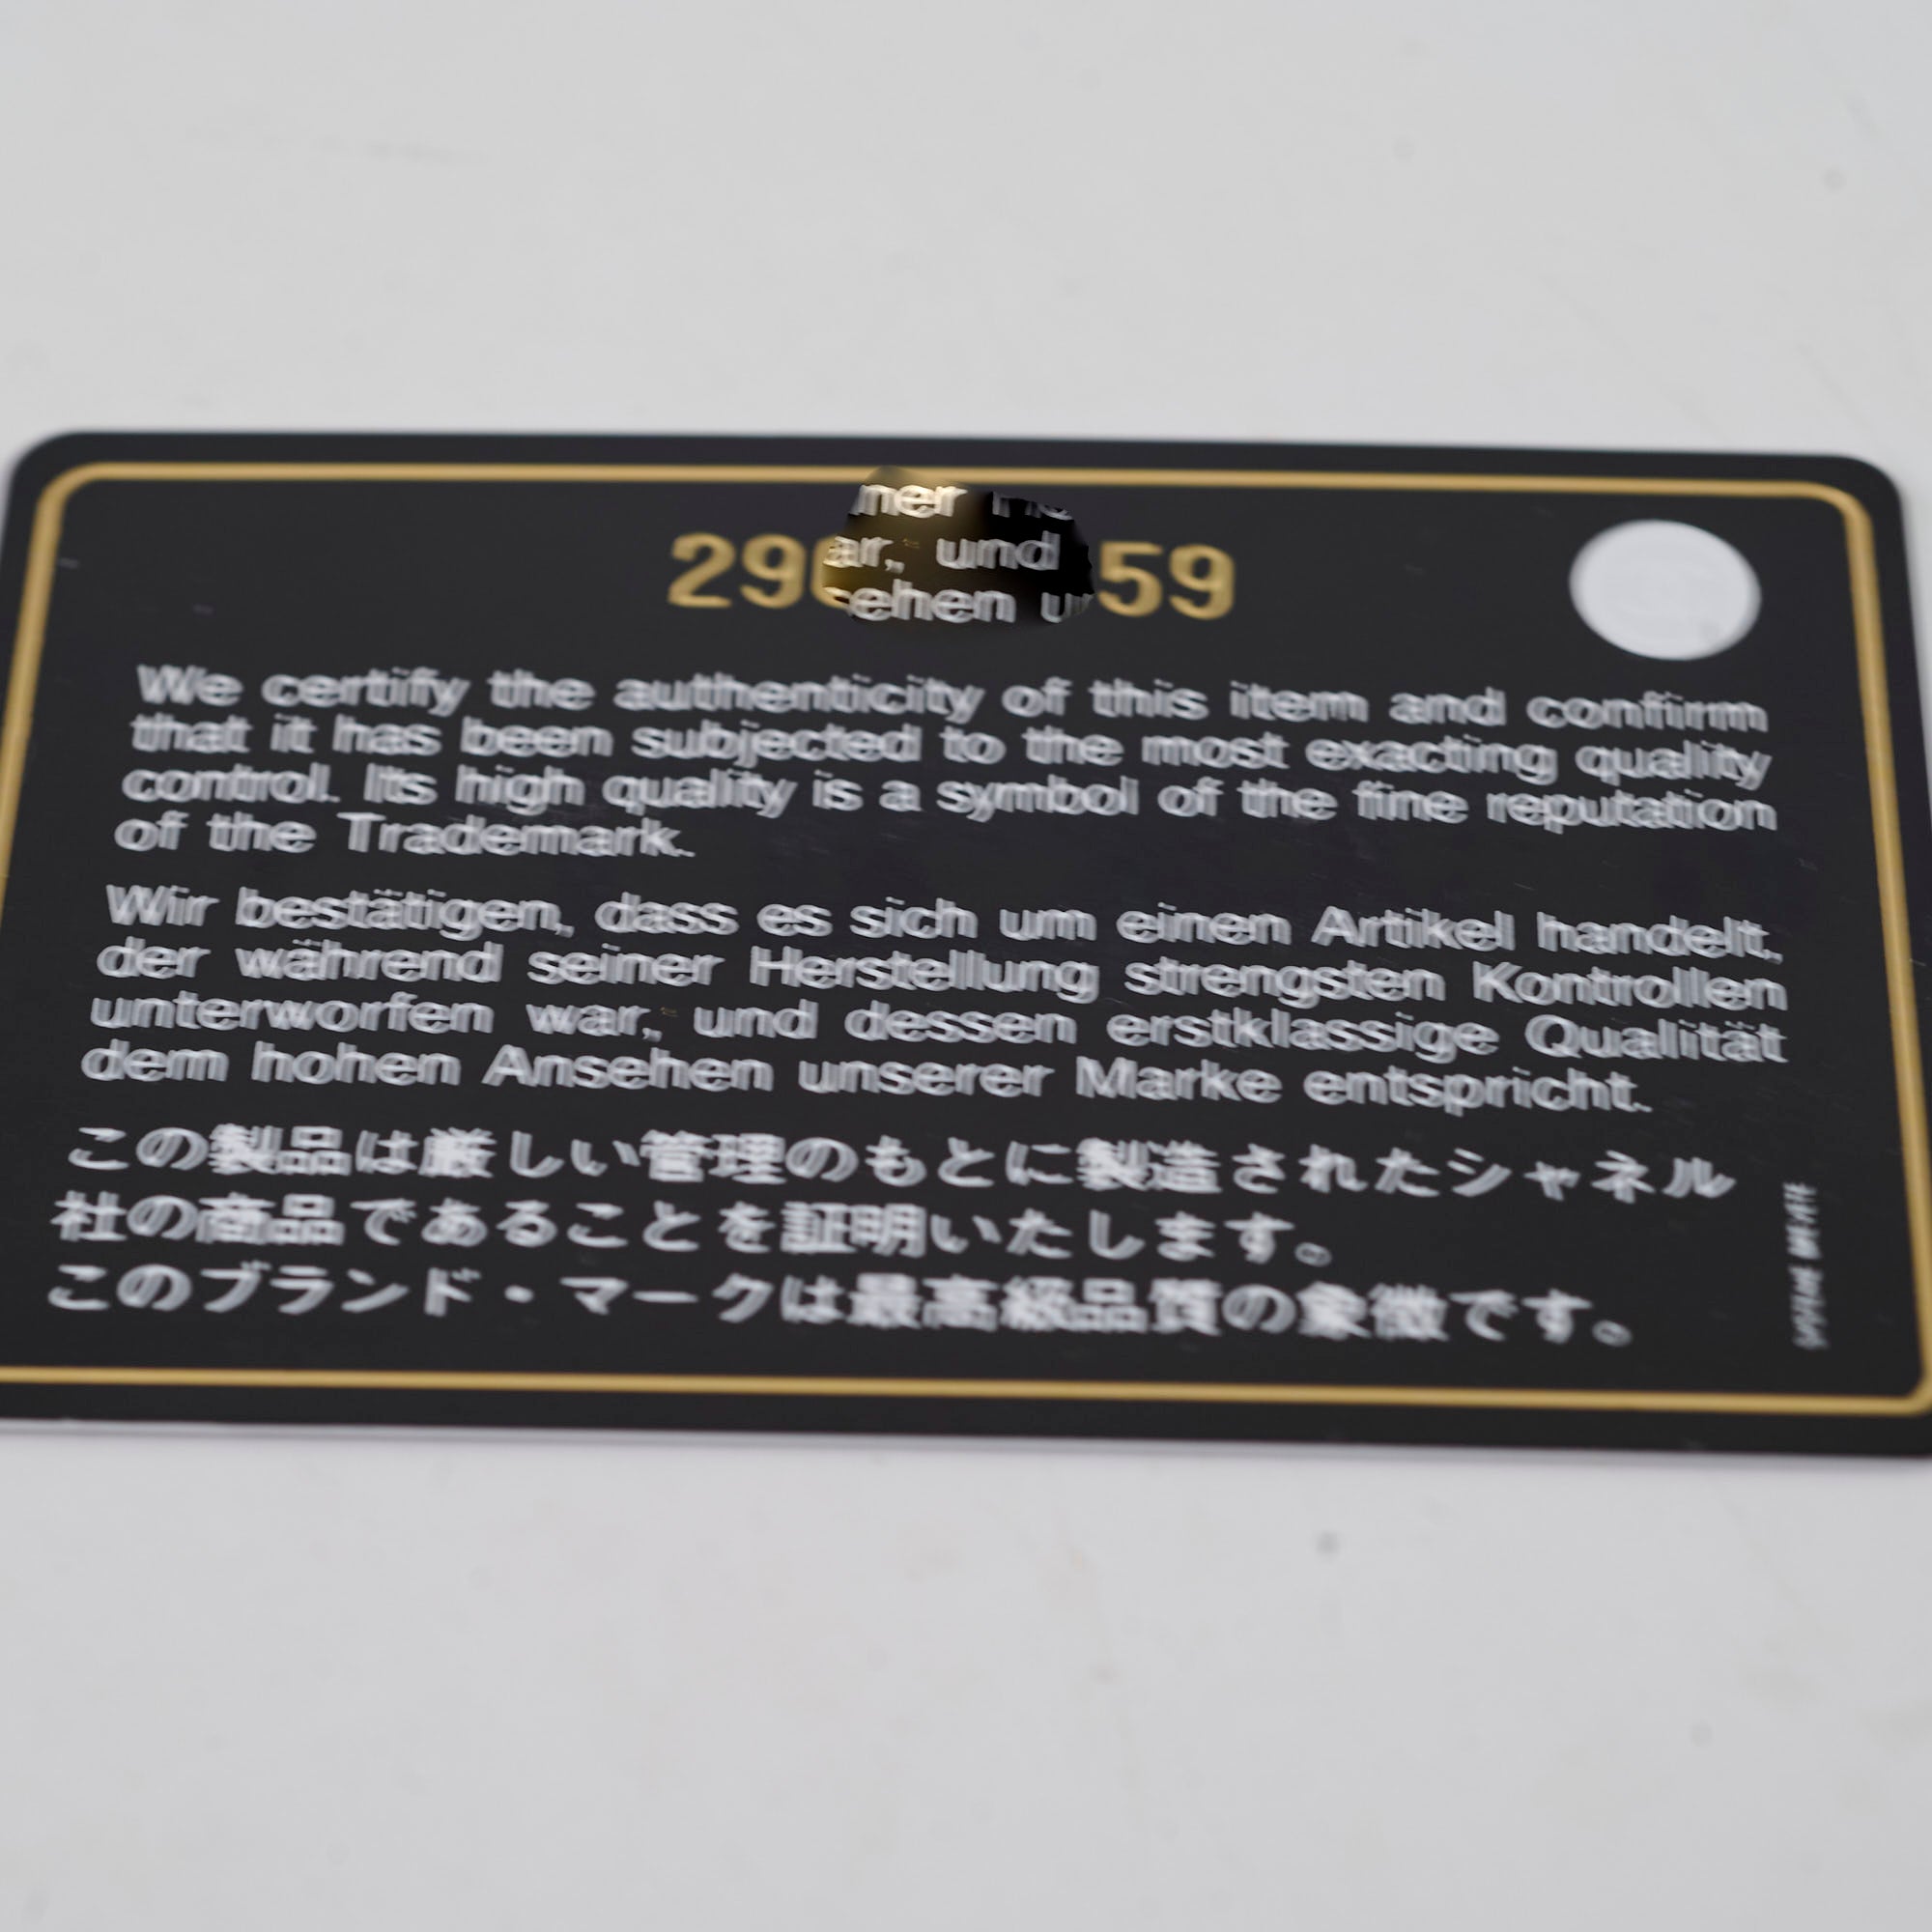 We certify the authenticity of this item and confirm
that it has been subjected to the most exacting quality
control. Its high quality is a symbol of the fine reputation
of the Trademark.
Wir bestätigen, dass es sich um einen Artikel handelt,
der während seiner Herstellung strengsten Kontrollen
unterworfen war, und dessen erstklassige Qualität
dem hohen Ansehen unserer Marke entspricht.
この製品は厳しい管理のもとに製造されたシャネル
社の商品であることを証明いたします。
このブランド・マークは最高級品質の象徴です。